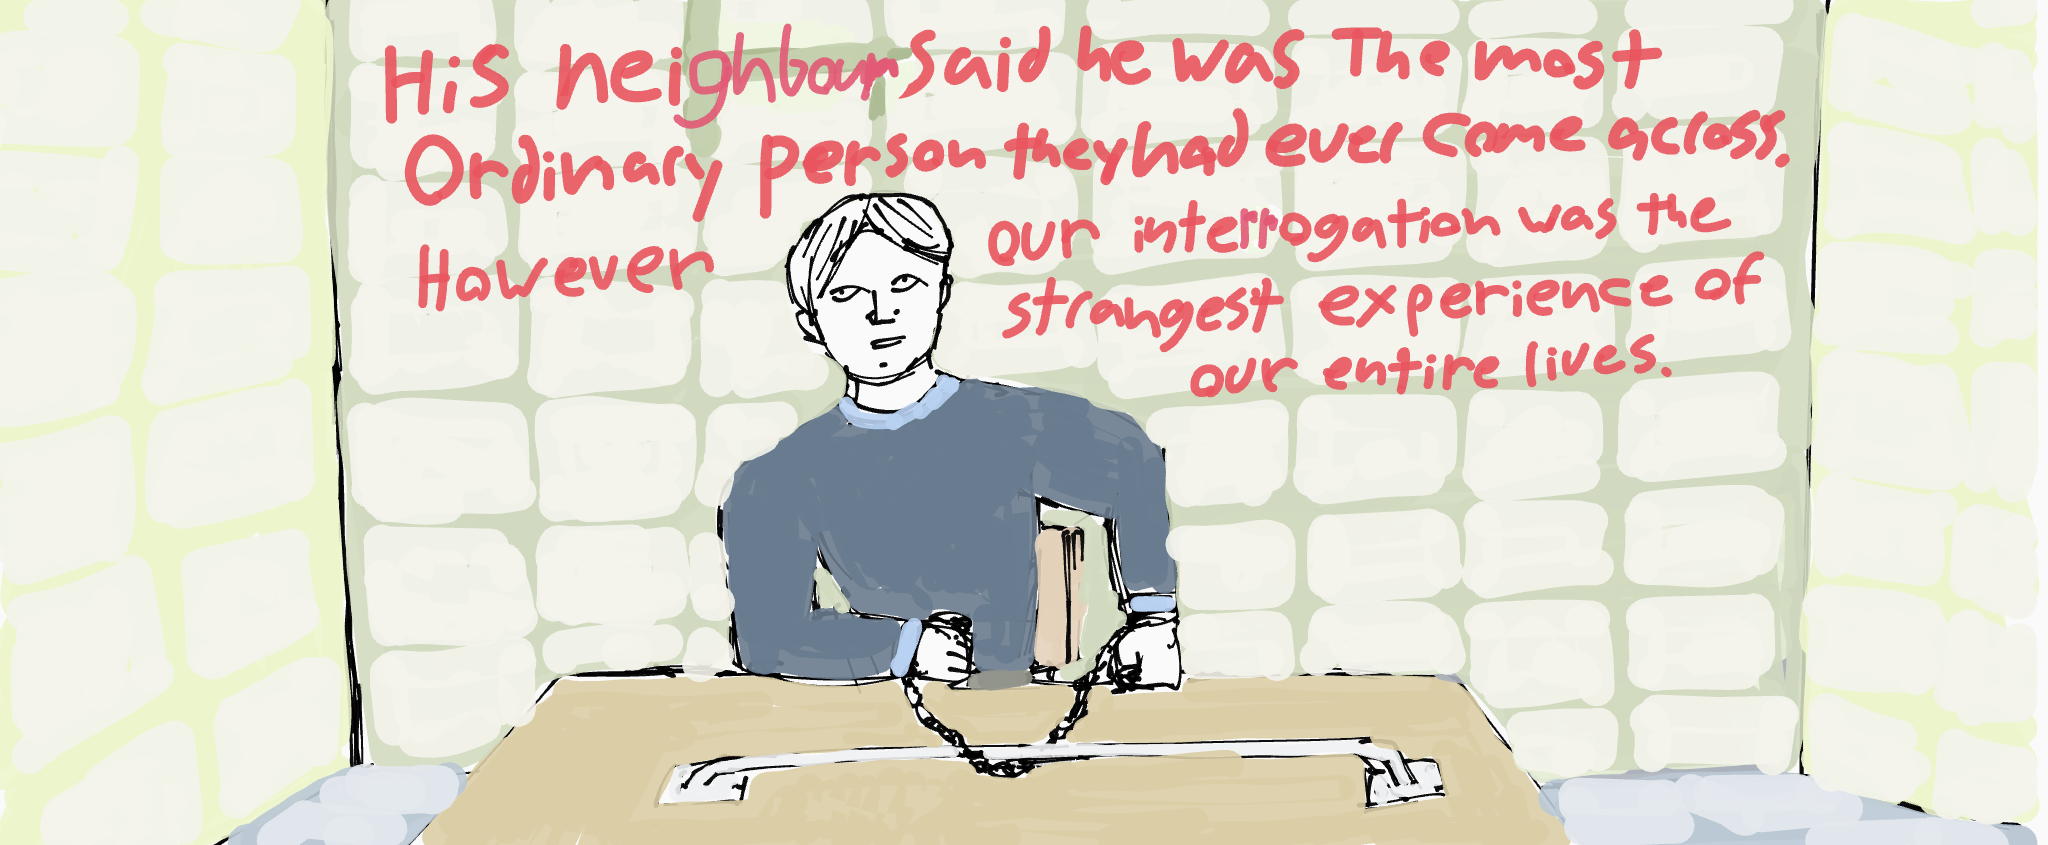 His neighbour said he was The most
Ordinary person they had ever come across.
However our interrogation was the
strangest experience of
our entire lives.